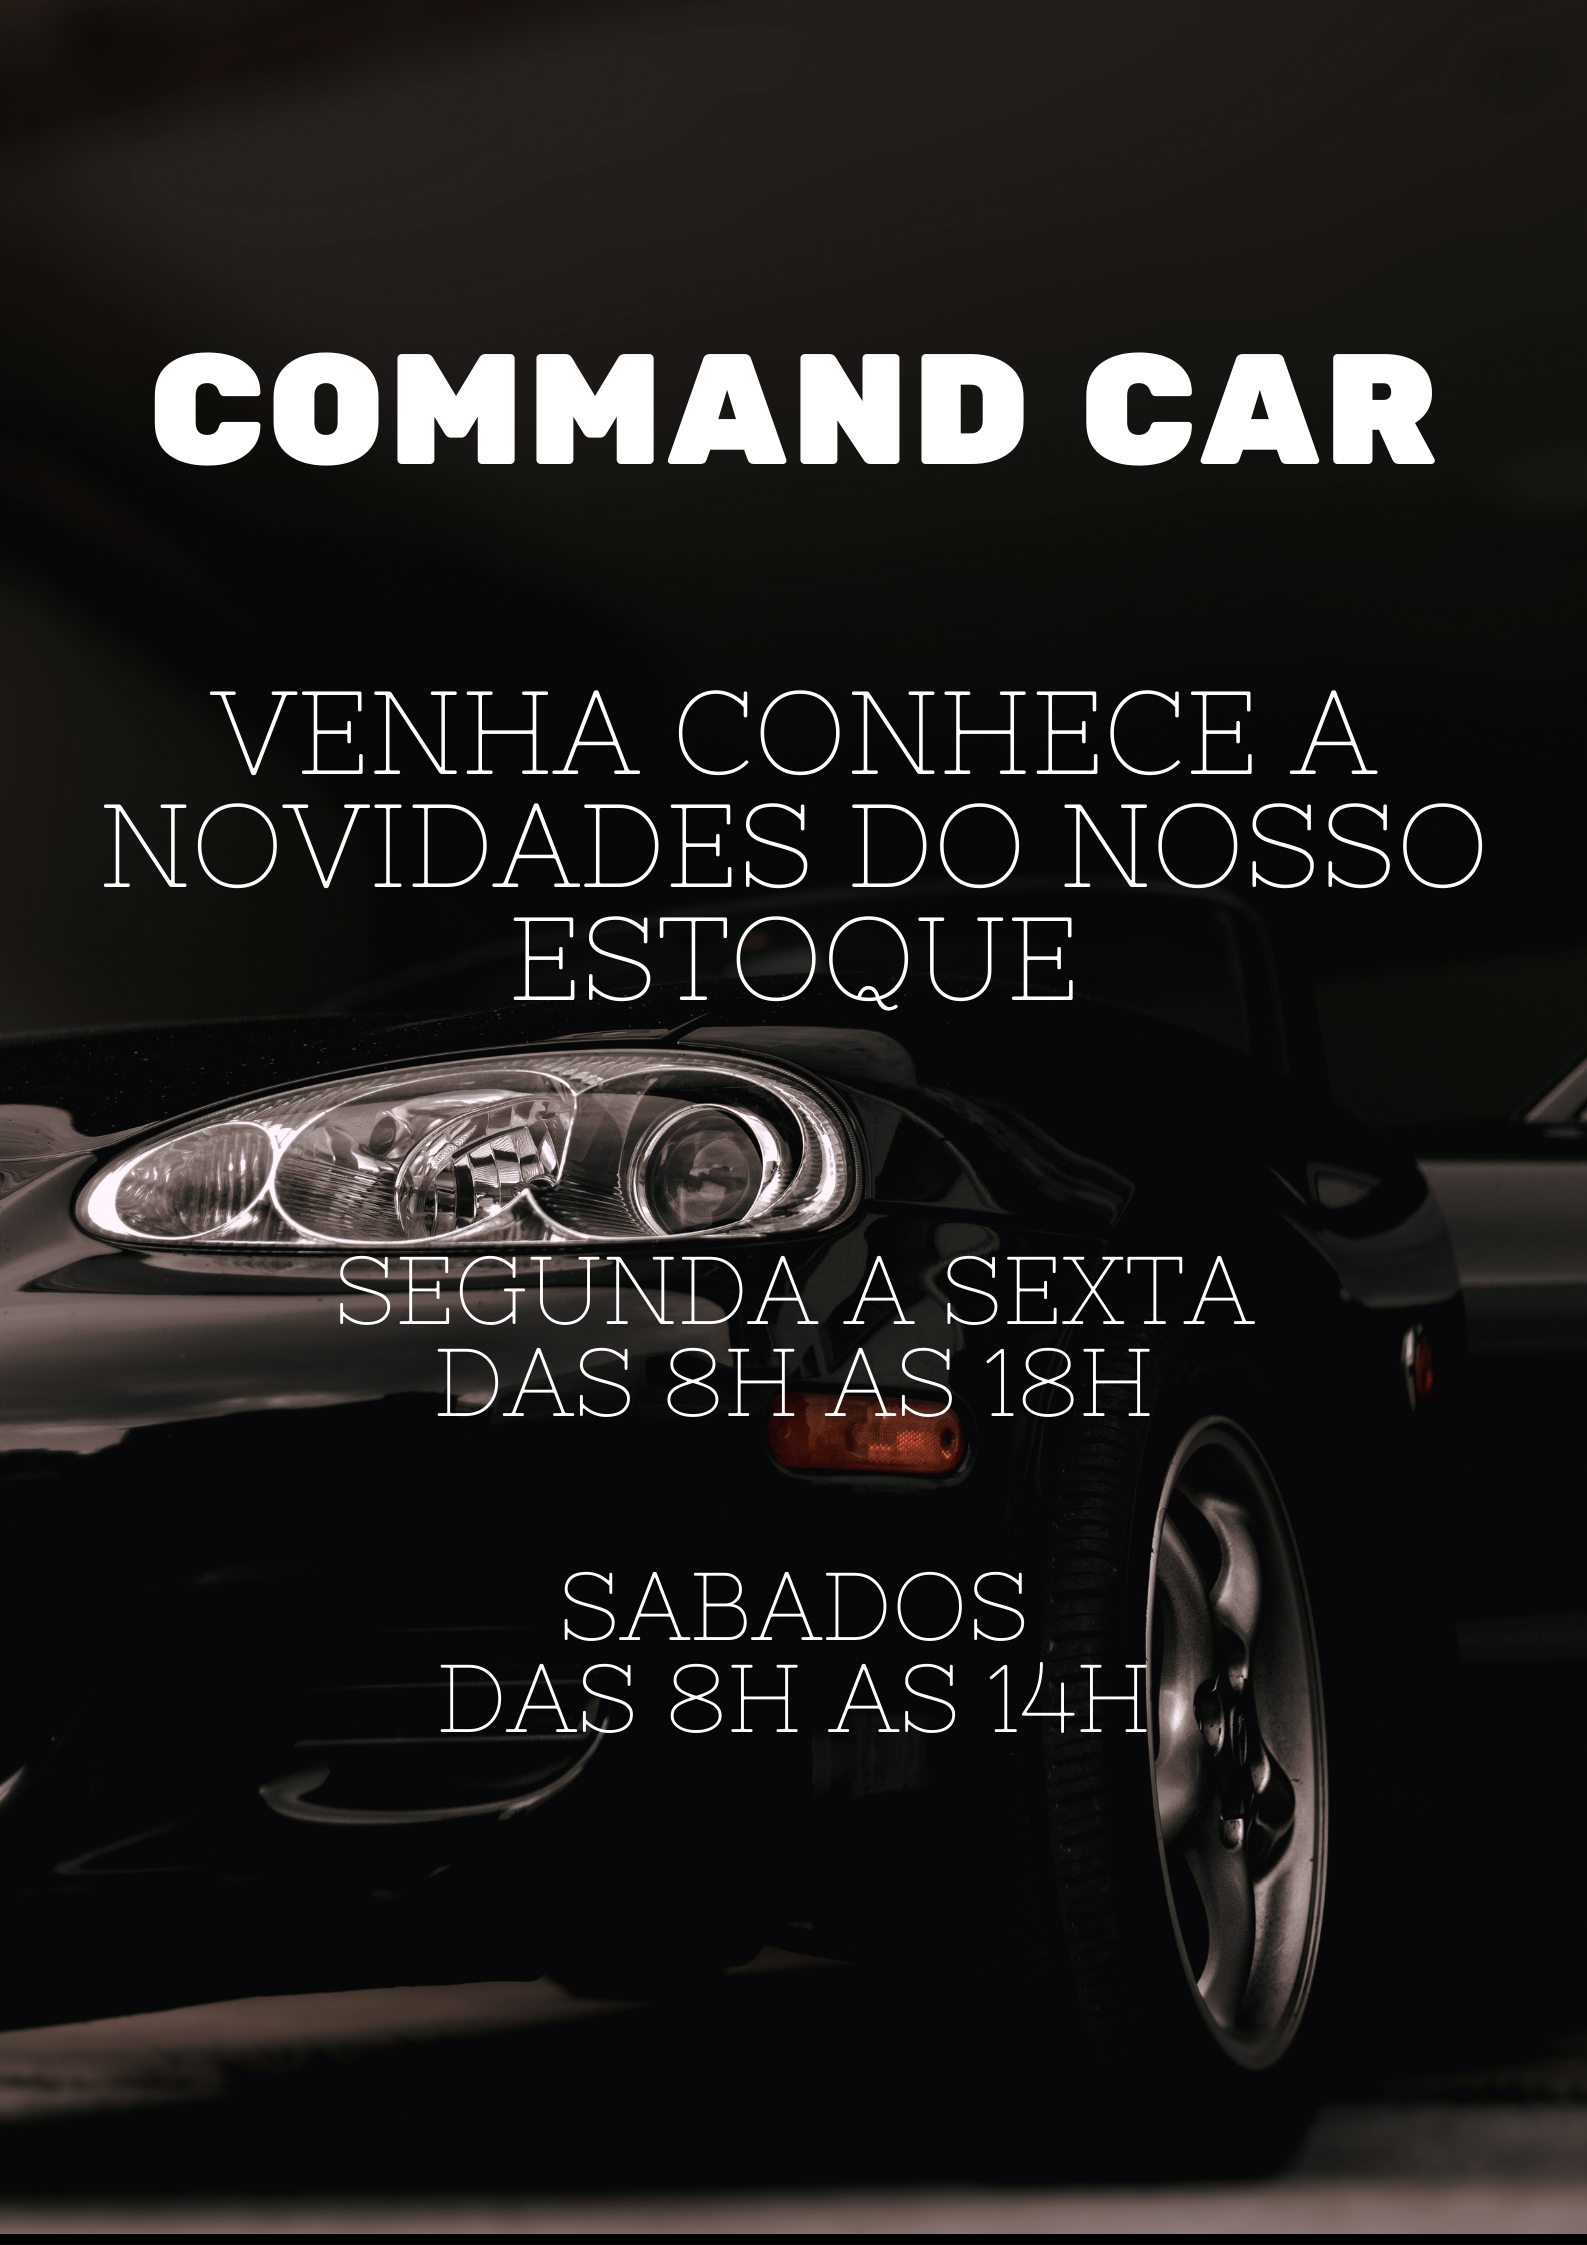 COMMAND CAR
VENHA CONHECE A
NOVIDADES DO NOSSO
ESTOQUE
SEGUNDA A SEXTA
DAS 8H AS 18H
SABADOS
DAS 8H AS 14H